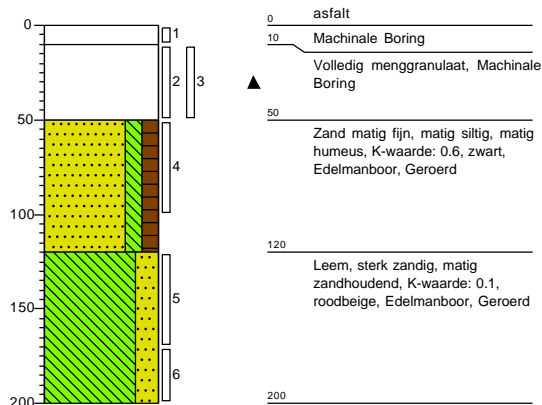 0
50
100
150
200
1
2
3
4
5
6
0
asfalt
10
Machinale Boring
Volledig menggranulaat, Machinale
Boring
50
Zand matig fijn, matig siltig, matig
humeus, K-waarde: 0.6, zwart,
Edelmanboor, Geroerd
120
Leem, sterk zandig, matig
zandhoudend, K-waarde: 0.1,
roodbeige, Edelmanboor, Geroerd
200